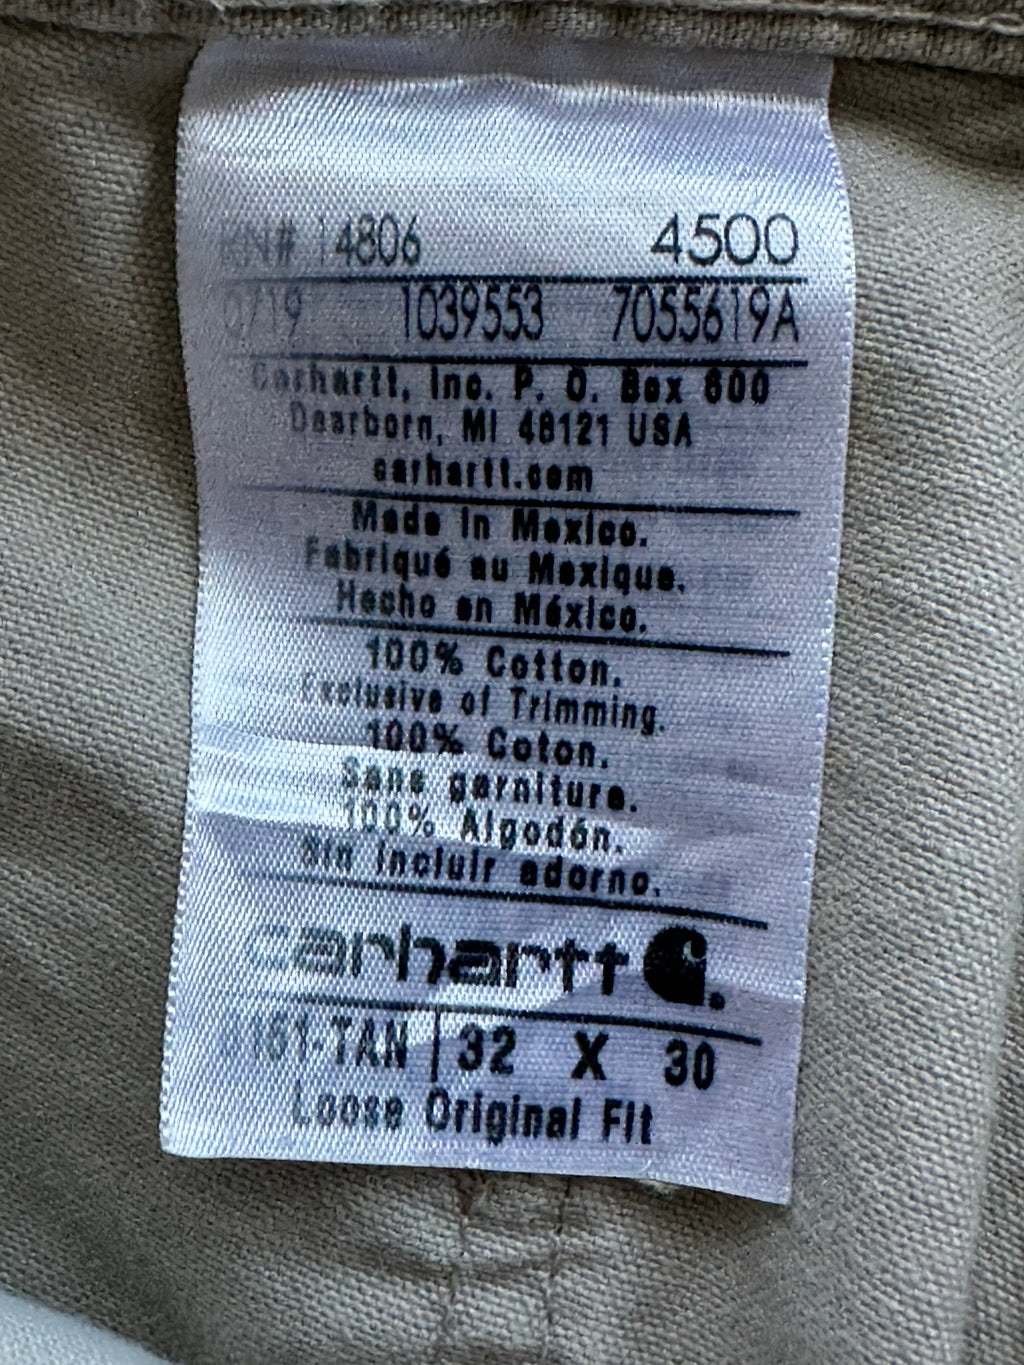 RN# 14806 4500
07/19 1039553 7055619A
Carhartt, Inc. P. O. Box 600
Dearborn, MI 48121 USA
carhartt.com
Made in Mexico.
Fabriqué au Mexique.
Hecho en México.
100% Cotton.
Exclusive of Trimming.
100% Coton.
Sans garniture.
100% Algodón.
Sin incluir adorno.
carhartt
151-TAN 32 X 30
Loose Original Fit